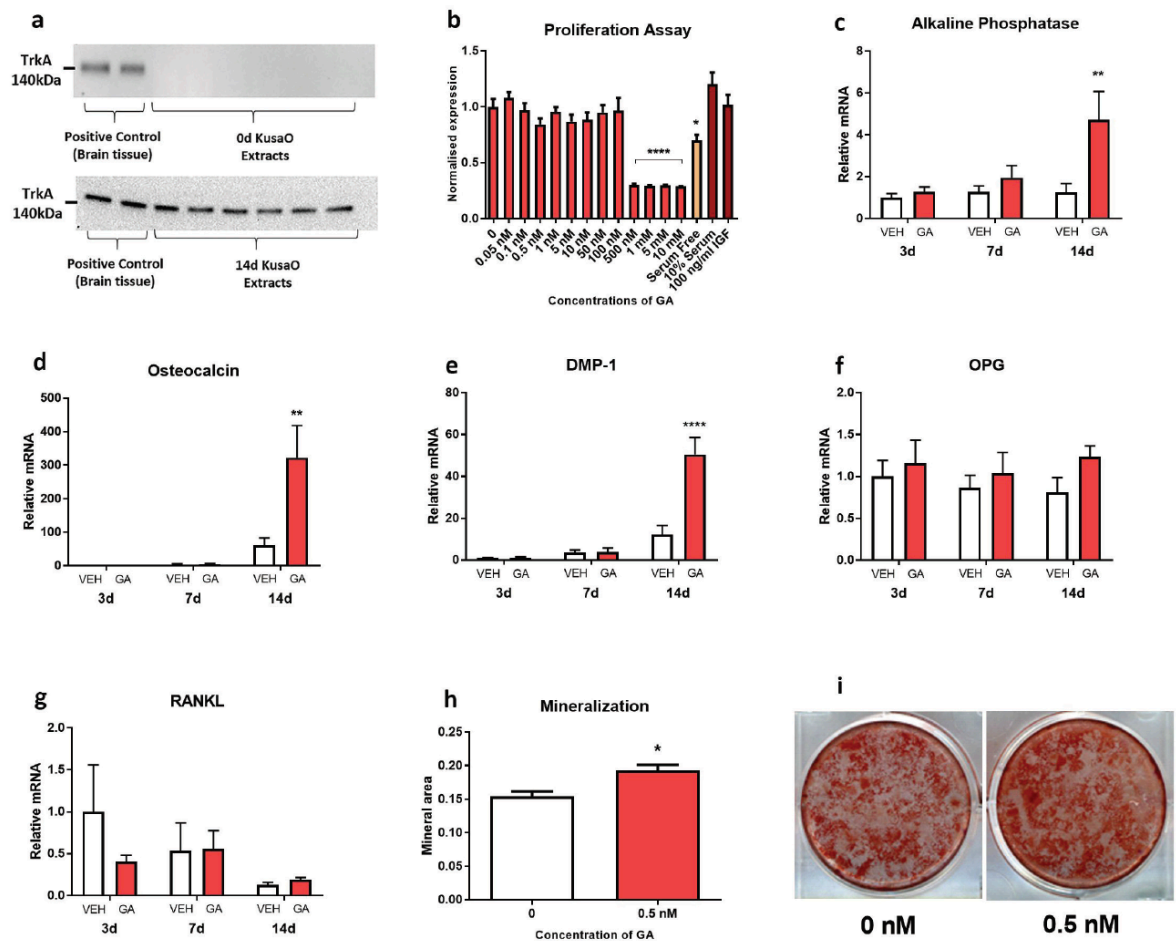 a
TrkA
140kDa
Positive Control
(Brain tissue)
0d KusaO
Extracts
TrkA
140kDa
Positive Control
(Brain tissue)
14d KusaO
Extracts
b
Proliferation Assay
Normalised expression
1.5
1.0
0.5
0.0
*
****
0
0.05 nM
0.1 nM
0.5 nM
1 nM
5 nM
10 nM
50 nM
100 nM
500 nM
1 mM
5 mM
10 mM
Serum Free
10% Serum
100 ng/ml IGF
Concentrations of GA
c
Alkaline Phosphatase
Relative mRNA
8
6
4
2
0
**
VEH GA VEH GA VEH GA
3d 7d 14d
d
Osteocalcin
Relative mRNA
500
400
300
200
100
0
**
VEH GA VEH GA VEH GA
3d 7d 14d
e
DMP-1
Relative mRNA
80
60
40
20
0
****
VEH GA VEH GA VEH GA
3d 7d 14d
f
OPG
Relative mRNA
2.0
1.5
1.0
0.5
0.0
VEH GA VEH GA VEH GA
3d 7d 14d
g
RANKL
Relative mRNA
2.0
1.5
1.0
0.5
0.0
VEH GA VEH GA VEH GA
3d 7d 14d
h
Mineralization
Mineral area
0.25
0.20
0.15
0.10
0.05
0.00
*
0 0.5 nM
Concentration of GA
i
0 nM 0.5 nM